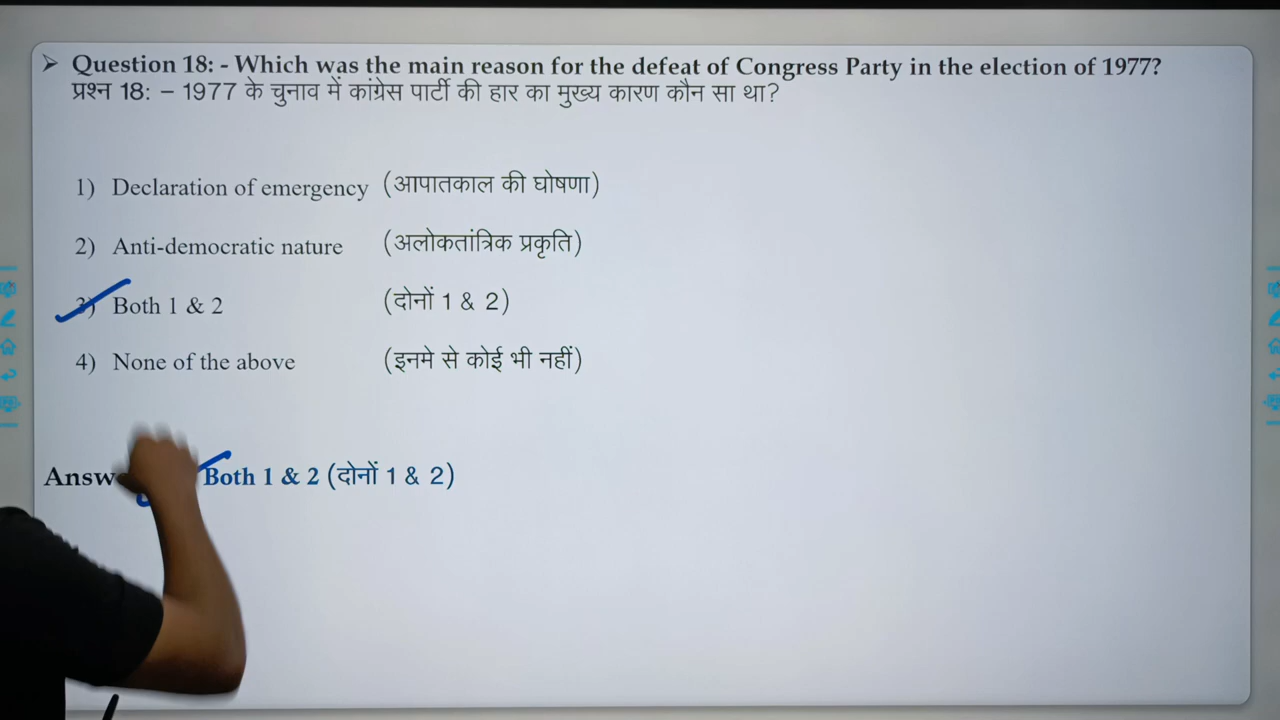 ➤ Question 18: - Which was the main reason for the defeat of Congress Party in the election of 1977?
प्रश्न 18: – 1977 के चुनाव में कांग्रेस पार्टी की हार का मुख्य कारण कौन सा था?
1) Declaration of emergency (आपातकाल की घोषणा)
2) Anti-democratic nature (अलोकतांत्रिक प्रकृति)
3) Both 1 & 2 (दोनों 1 & 2)
4) None of the above (इनमे से कोई भी नहीं)
Both 1 & 2 (दोनों 1 & 2)